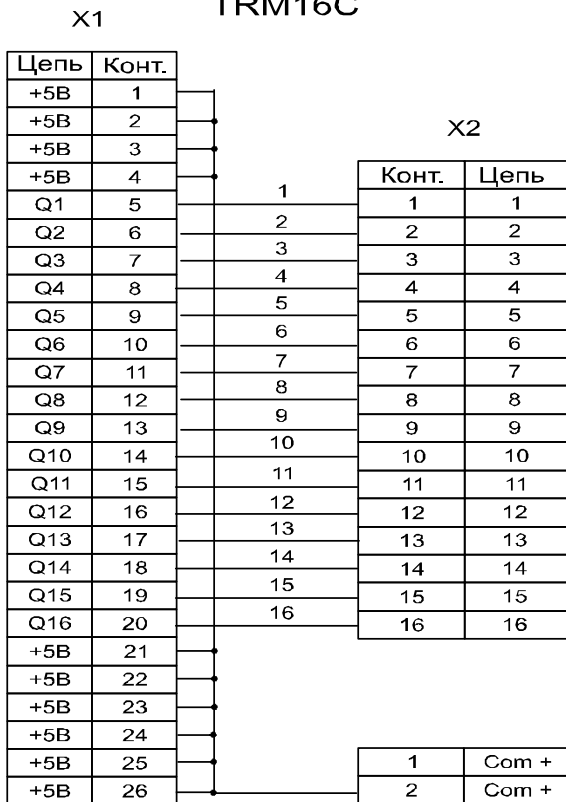 TRM16C
X1
Цепь Конт.
+5В 1
+5В 2
+5В 3
+5В 4
Q1 5
Q2 6
Q3 7
Q4 8
Q5 9
Q6 10
Q7 11
Q8 12
Q9 13
Q10 14
Q11 15
Q12 16
Q13 17
Q14 18
Q15 19
Q16 20
+5В 21
+5В 22
+5В 23
+5В 24
+5В 25
+5В 26
1
2
3
4
5
6
7
8
9
10
11
12
13
14
15
16
X2
Конт. Цепь
1 1
2 2
3 3
4 4
5 5
6 6
7 7
8 8
9 9
10 10
11 11
12 12
13 13
14 14
15 15
16 16
1 Com +
2 Com +